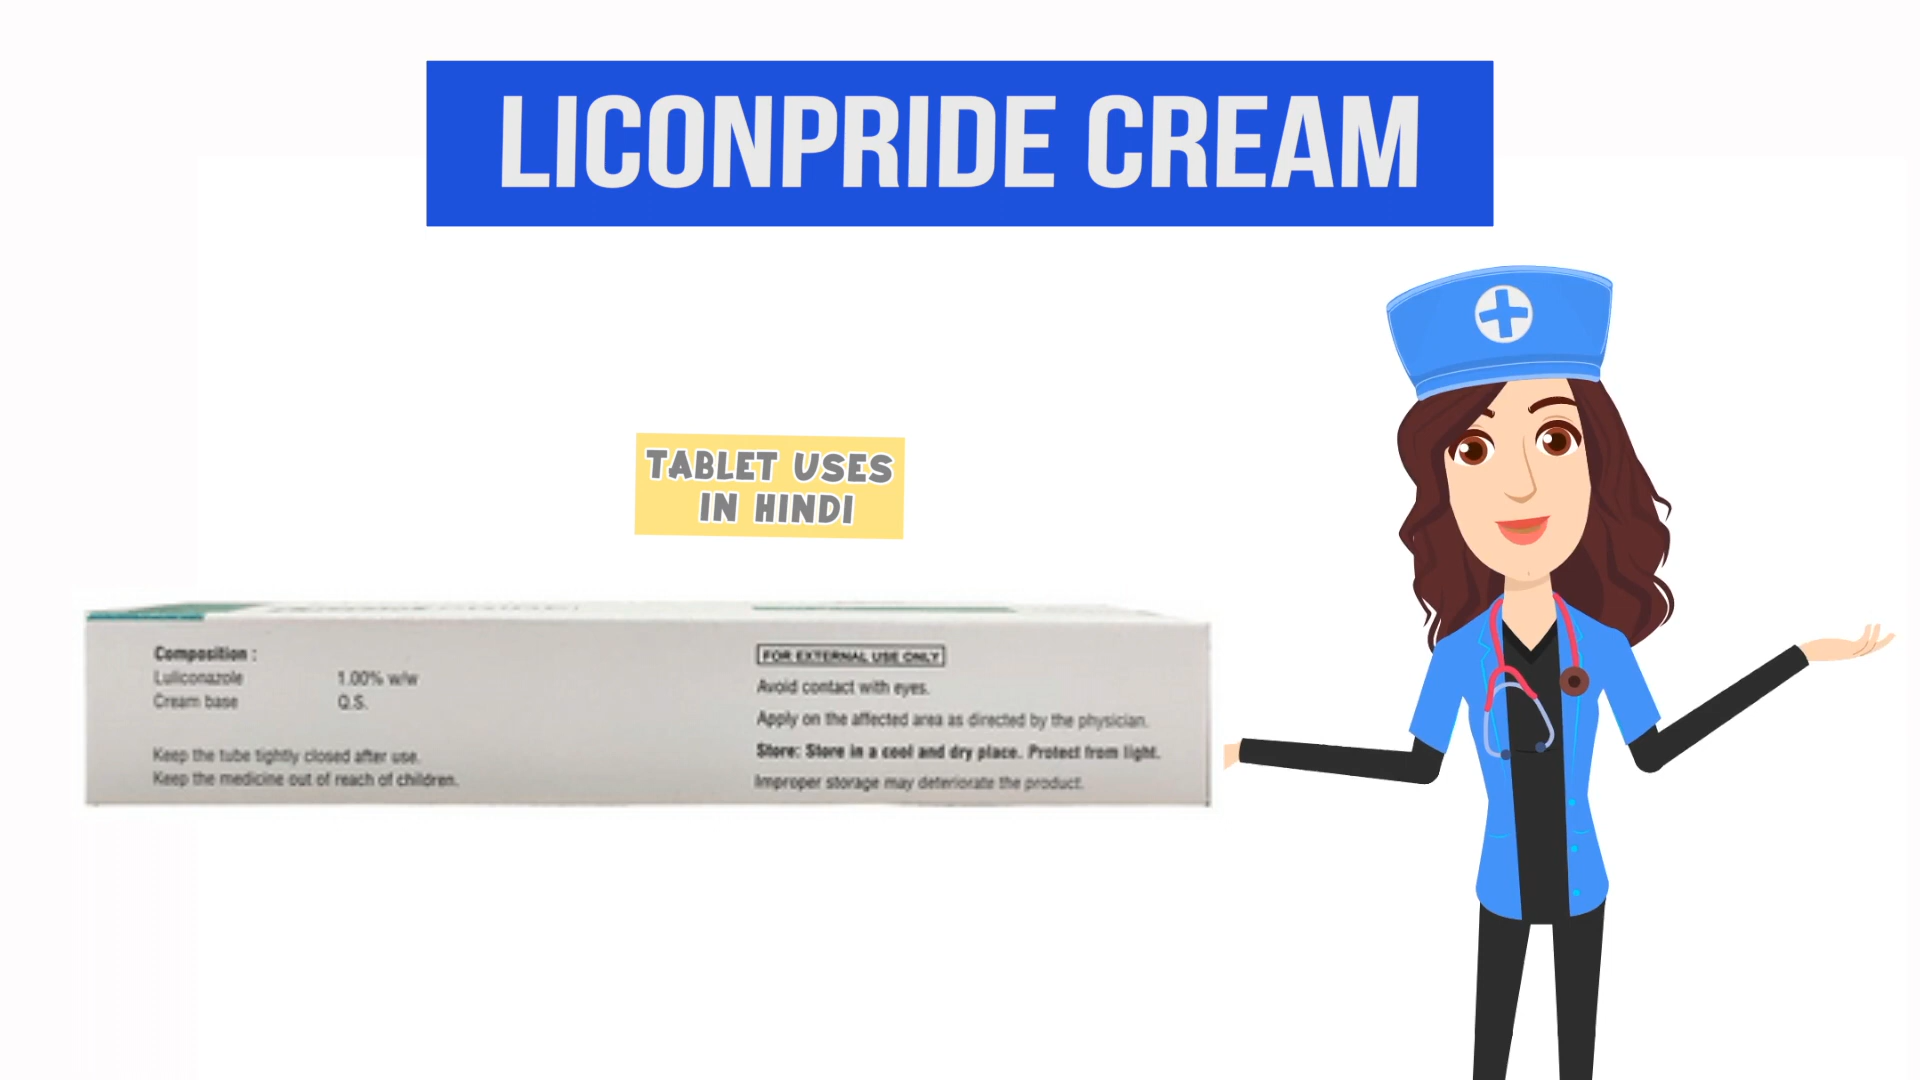 LICONPRIDE CREAM
TABLET USES
IN HINDI
Composition :
Luliconazole 1.00% w/w
Cream base Q.S.
Keep the tube tightly closed after use.
Keep the medicine out of reach of children.
FOR EXTERNAL USE ONLY
Avoid contact with eyes.
Apply on the affected area as directed by the physician.
Store: Store in a cool and dry place. Protect from light.
Improper storage may deteriorate the product.